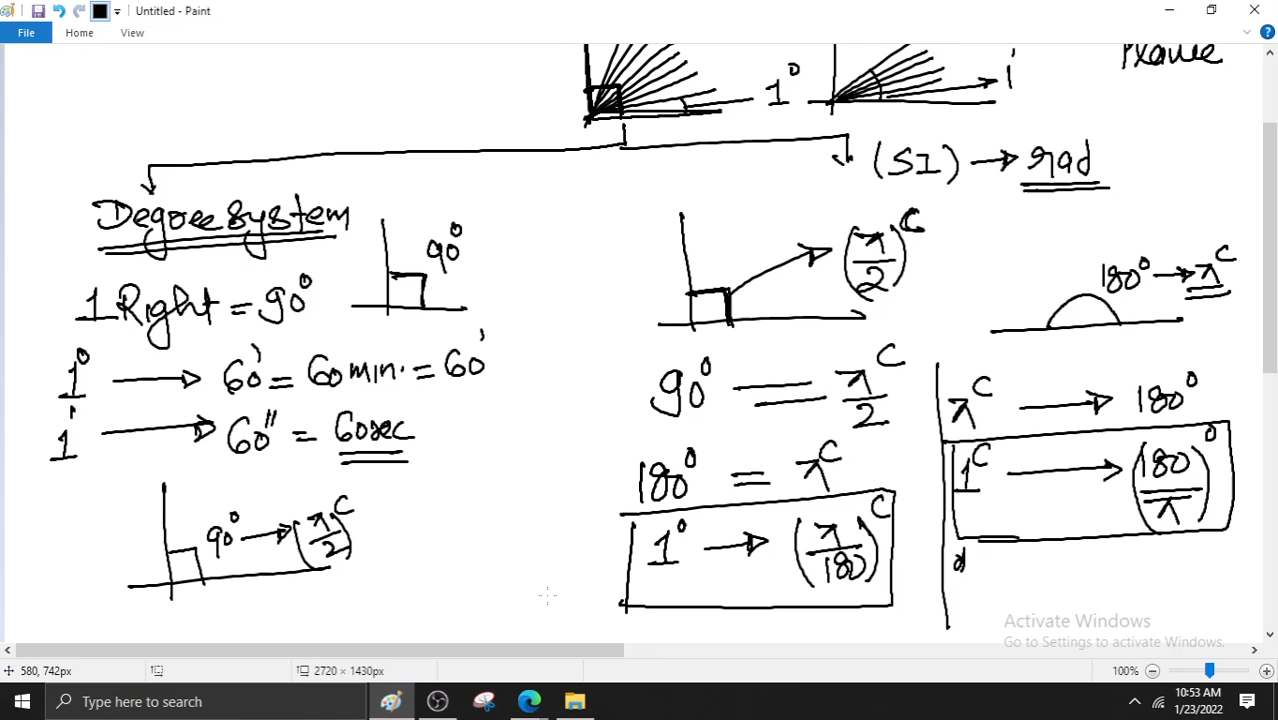 Untitled - Paint
File Home View
1°
1
Plane
(SI) → rad
Degree System
90°
(π/2)^C
180° → π^C
1 Right = 90°
1° → 60' = 60 min. = 60'
90° = π^C/2
π^C → 180°
1' → 60" = 60 sec
180° = π^C
1^C → (180/π)°
90° → (π/2)^C
1° → (π/180)^C
Activate Windows
Go to Settings to activate Windows.
580, 742px
2720 × 1430px
100%
Type here to search
10:53 AM
1/23/2022